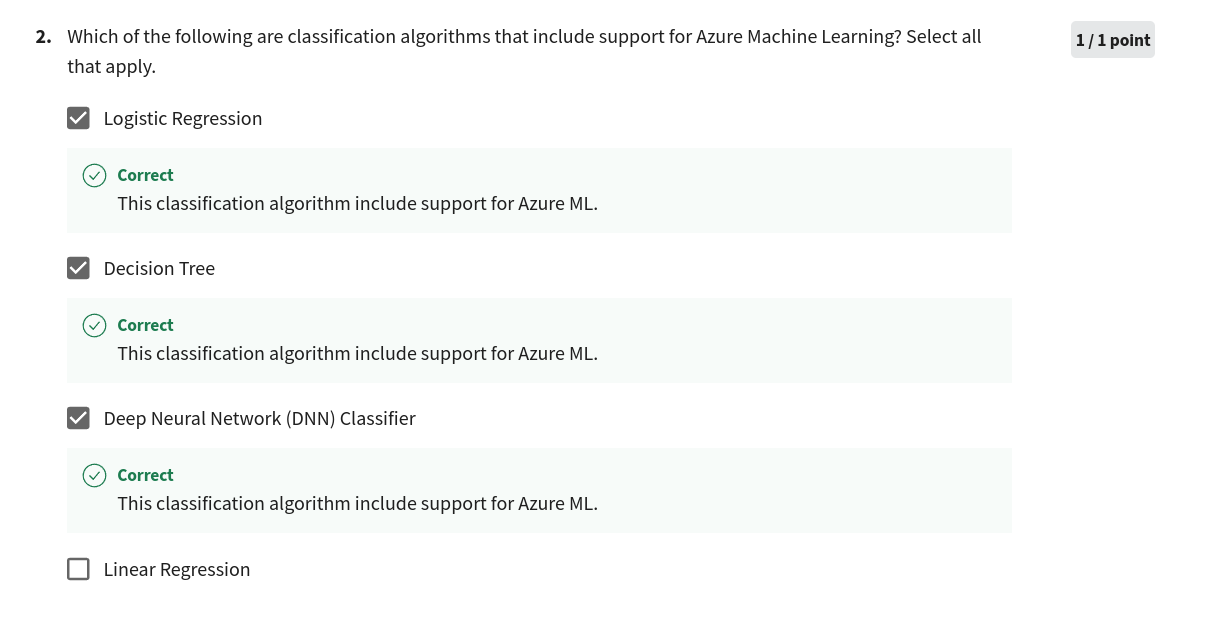 2. Which of the following are classification algorithms that include support for Azure Machine Learning? Select all
that apply.
1 / 1 point
Logistic Regression
Correct
This classification algorithm include support for Azure ML.
Decision Tree
Correct
This classification algorithm include support for Azure ML.
Deep Neural Network (DNN) Classifier
Correct
This classification algorithm include support for Azure ML.
Linear Regression